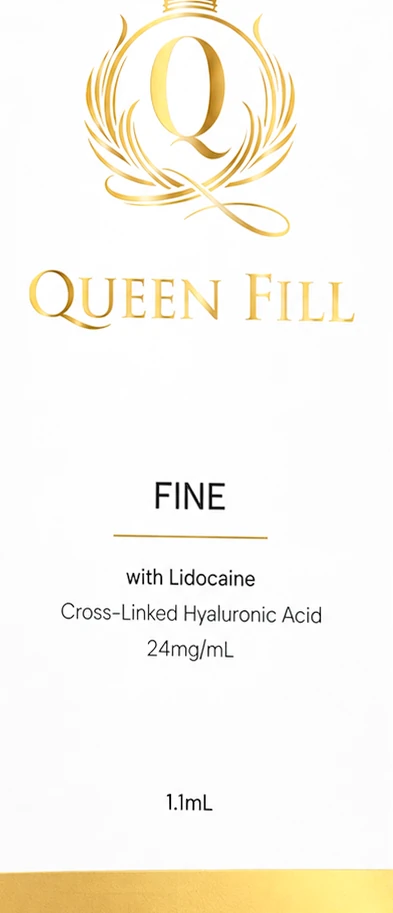 Q
QUEEN FILL
FINE
with Lidocaine
Cross-Linked Hyaluronic Acid
24mg/mL
1.1mL